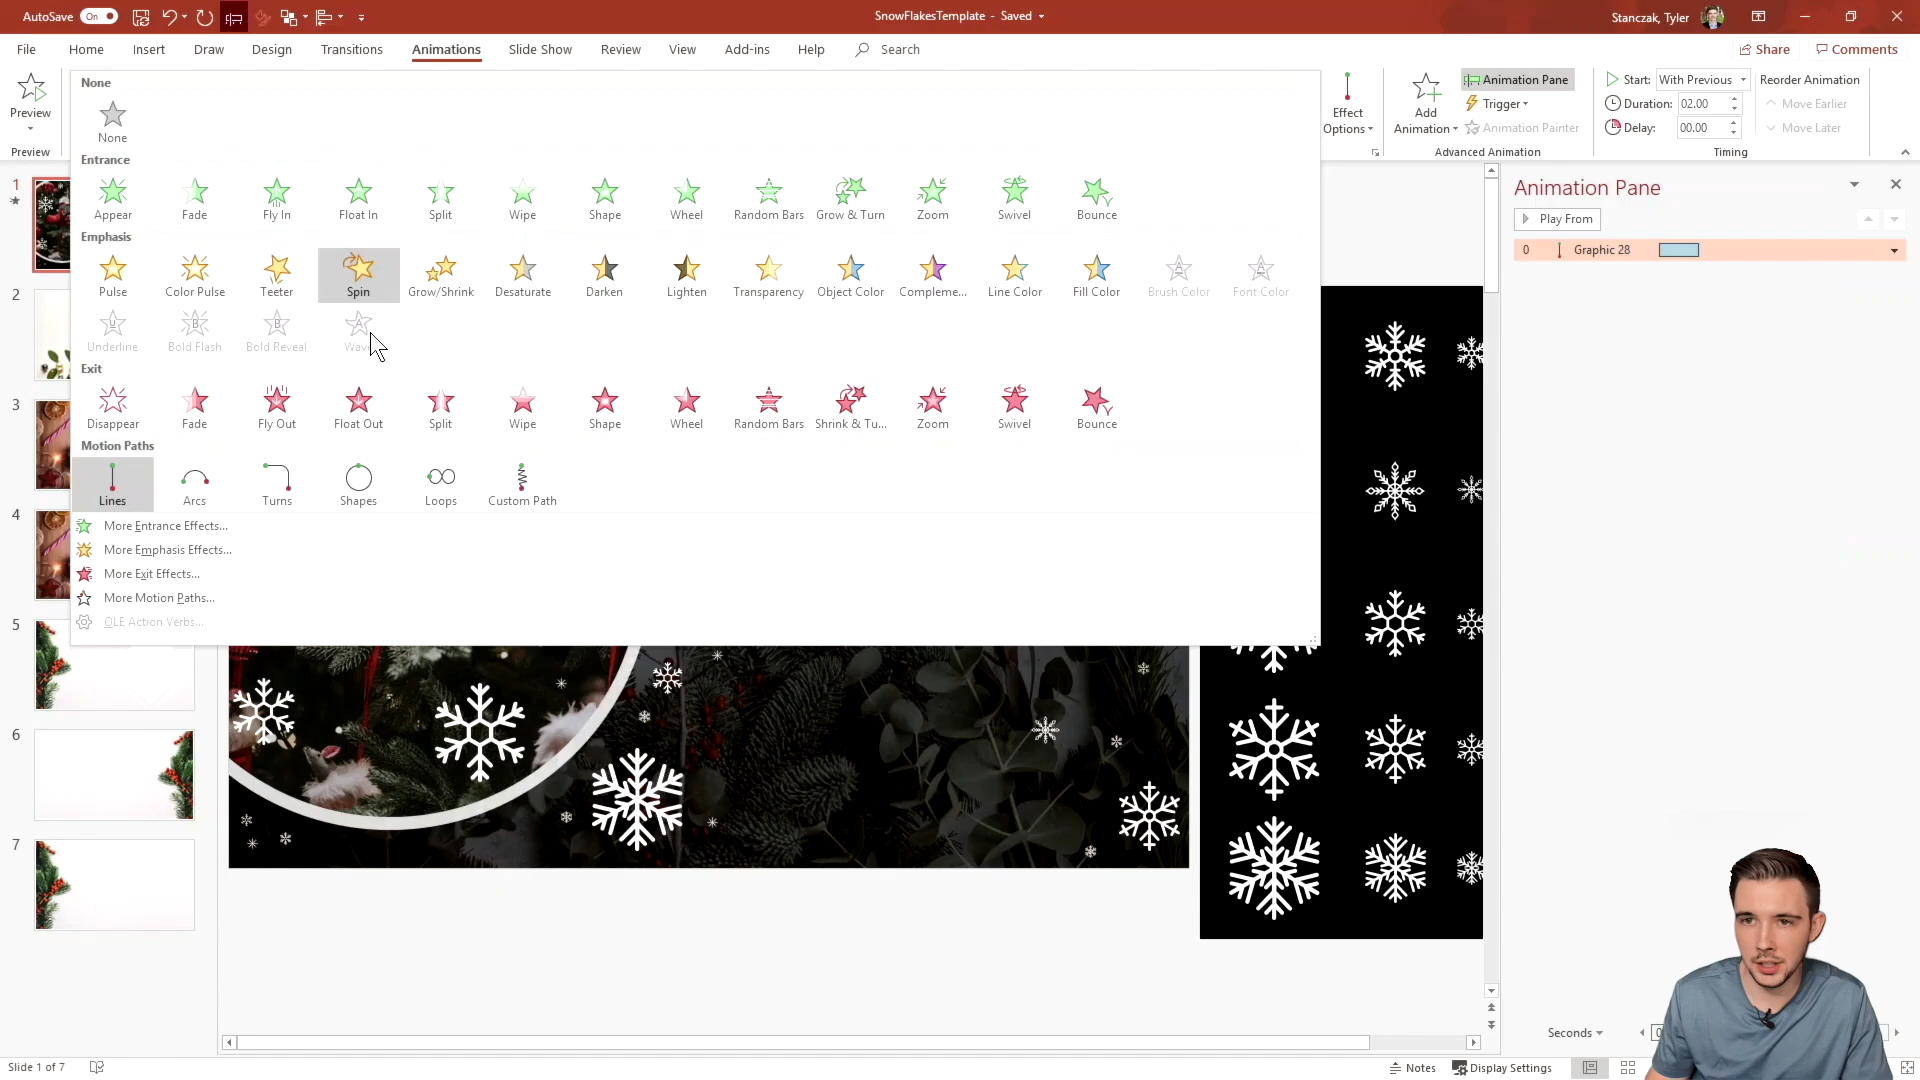 AutoSave On SnowFlakesTemplate - Saved Stanczak, Tyler
File Home Insert Draw Design Transitions Animations Slide Show Review View Add-ins Help Search Share Comments
Preview
Preview
None
None
Entrance
Appear Fade Fly In Float In Split Wipe Shape Wheel Random Bars Grow & Turn Zoom Swivel Bounce
Emphasis
Pulse Color Pulse Teeter Spin Grow/Shrink Desaturate Darken Lighten Transparency Object Color Compleme... Line Color Fill Color Brush Color Font Color
Underline Bold Flash Bold Reveal
Exit
Disappear Fade Fly Out Float Out Split Wipe Shape Wheel Random Bars Shrink & Tu... Zoom Swivel Bounce
Motion Paths
Lines Arcs Turns Shapes Loops Custom Path
More Entrance Effects...
More Emphasis Effects...
More Exit Effects...
More Motion Paths...
OLE Action Verbs...
Effect
Options
Add
Animation
Animation Pane
Trigger
Animation Painter
Advanced Animation
Start: With Previous
Duration: 02.00
Delay: 00.00
Reorder Animation
Move Earlier
Move Later
Timing
Animation Pane
Play From
0 Graphic 28
1
2
3
4
5
6
7
Seconds
Slide 1 of 7 Notes Display Settings